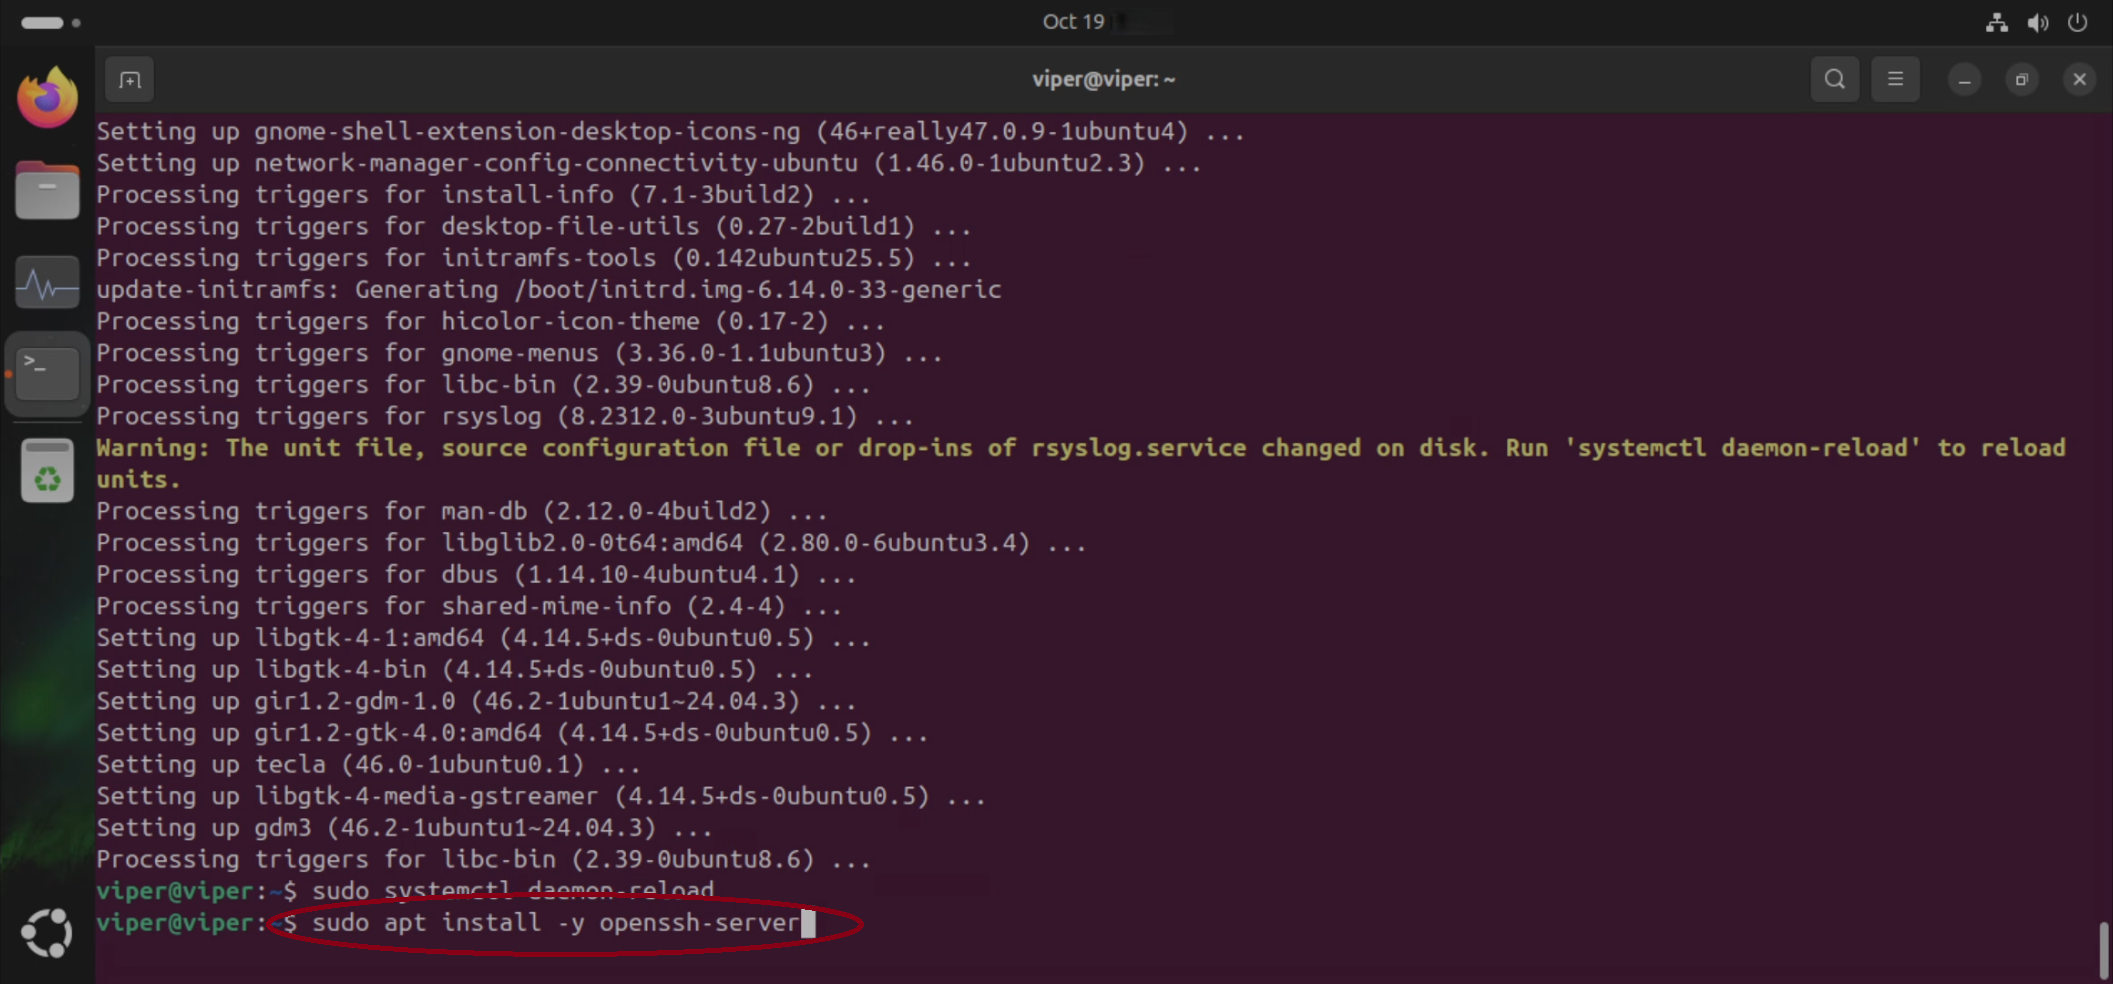 Oct 19
viper@viper: ~
Setting up gnome-shell-extension-desktop-icons-ng (46+really47.0.9-1ubuntu4) ...
Setting up network-manager-config-connectivity-ubuntu (1.46.0-1ubuntu2.3) ...
Processing triggers for install-info (7.1-3build2) ...
Processing triggers for desktop-file-utils (0.27-2build1) ...
Processing triggers for initramfs-tools (0.142ubuntu25.5) ...
update-initramfs: Generating /boot/initrd.img-6.14.0-33-generic
Processing triggers for hicolor-icon-theme (0.17-2) ...
Processing triggers for gnome-menus (3.36.0-1.1ubuntu3) ...
Processing triggers for libc-bin (2.39-0ubuntu8.6) ...
Processing triggers for rsyslog (8.2312.0-3ubuntu9.1) ...
Warning: The unit file, source configuration file or drop-ins of rsyslog.service changed on disk. Run 'systemctl daemon-reload' to reload
units.
Processing triggers for man-db (2.12.0-4build2) ...
Processing triggers for libglib2.0-0t64:amd64 (2.80.0-6ubuntu3.4) ...
Processing triggers for dbus (1.14.10-4ubuntu4.1) ...
Processing triggers for shared-mime-info (2.4-4) ...
Setting up libgtk-4-1:amd64 (4.14.5+ds-0ubuntu0.5) ...
Setting up libgtk-4-bin (4.14.5+ds-0ubuntu0.5) ...
Setting up gir1.2-gdm-1.0 (46.2-1ubuntu1~24.04.3) ...
Setting up gir1.2-gtk-4.0:amd64 (4.14.5+ds-0ubuntu0.5) ...
Setting up tecla (46.0-1ubuntu0.1) ...
Setting up libgtk-4-media-gstreamer (4.14.5+ds-0ubuntu0.5) ...
Setting up gdm3 (46.2-1ubuntu1~24.04.3) ...
Processing triggers for libc-bin (2.39-0ubuntu8.6) ...
viper@viper:~$ sudo systemctl daemon-reload
viper@viper:~$ sudo apt install -y openssh-server